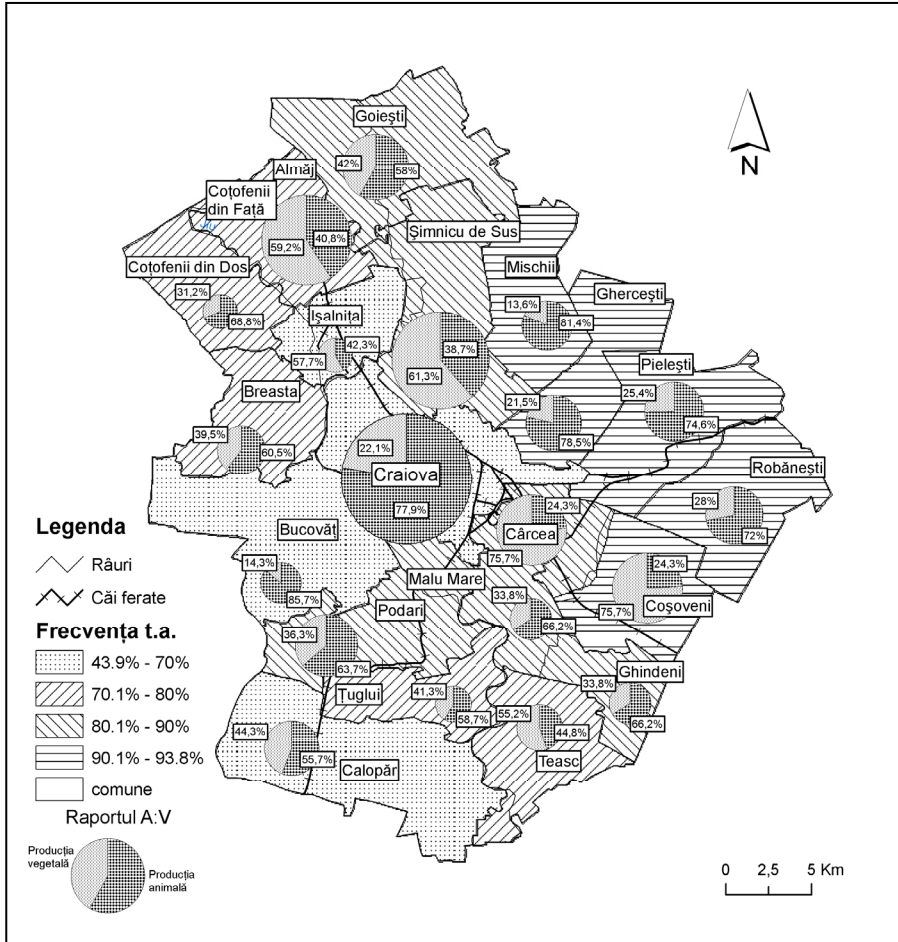 Goiești
42%
58%
Almăj
Coțofenii
din Față
Șimnicu de Sus
59,2%
40,8%
Coțofenii din Dos
Mischii
Ghercești
31,2%
68,8%
Ișalnița
13,6%
81,4%
57,7%
42,3%
38,7%
61,3%
Pielești
Breasta
25,4%
74,6%
21,5%
78,5%
39,5%
60,5%
22,1%
Craiova
77,9%
Robănești
28%
72%
Bucovăț
24,3%
Cârcea
75,7%
14,3%
85,7%
Malu Mare
24,3%
75,7%
Coșoveni
33,8%
66,2%
Podari
36,3%
63,7%
Ghindeni
33,8%
66,2%
Țuglui
41,3%
58,7%
55,2%
44,8%
Teasc
44,3%
55,7%
Calopăr
N
Legenda
Râuri
Căi ferate
Frecvența t.a.
43.9% - 70%
70.1% - 80%
80.1% - 90%
90.1% - 93.8%
comune
Raportul A:V
Producția
vegetală
Producția
animală
0 2,5 5 Km